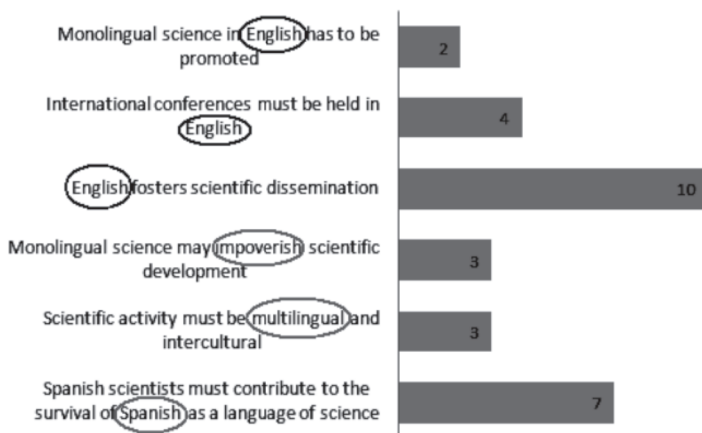 Monolingual science in English has to be
promoted
2
International conferences must be held in
English
4
English fosters scientific dissemination
10
Monolingual science may impoverish scientific
development
3
Scientific activity must be multilingual and
intercultural
3
Spanish scientists must contribute to the
survival of Spanish as a language of science
7